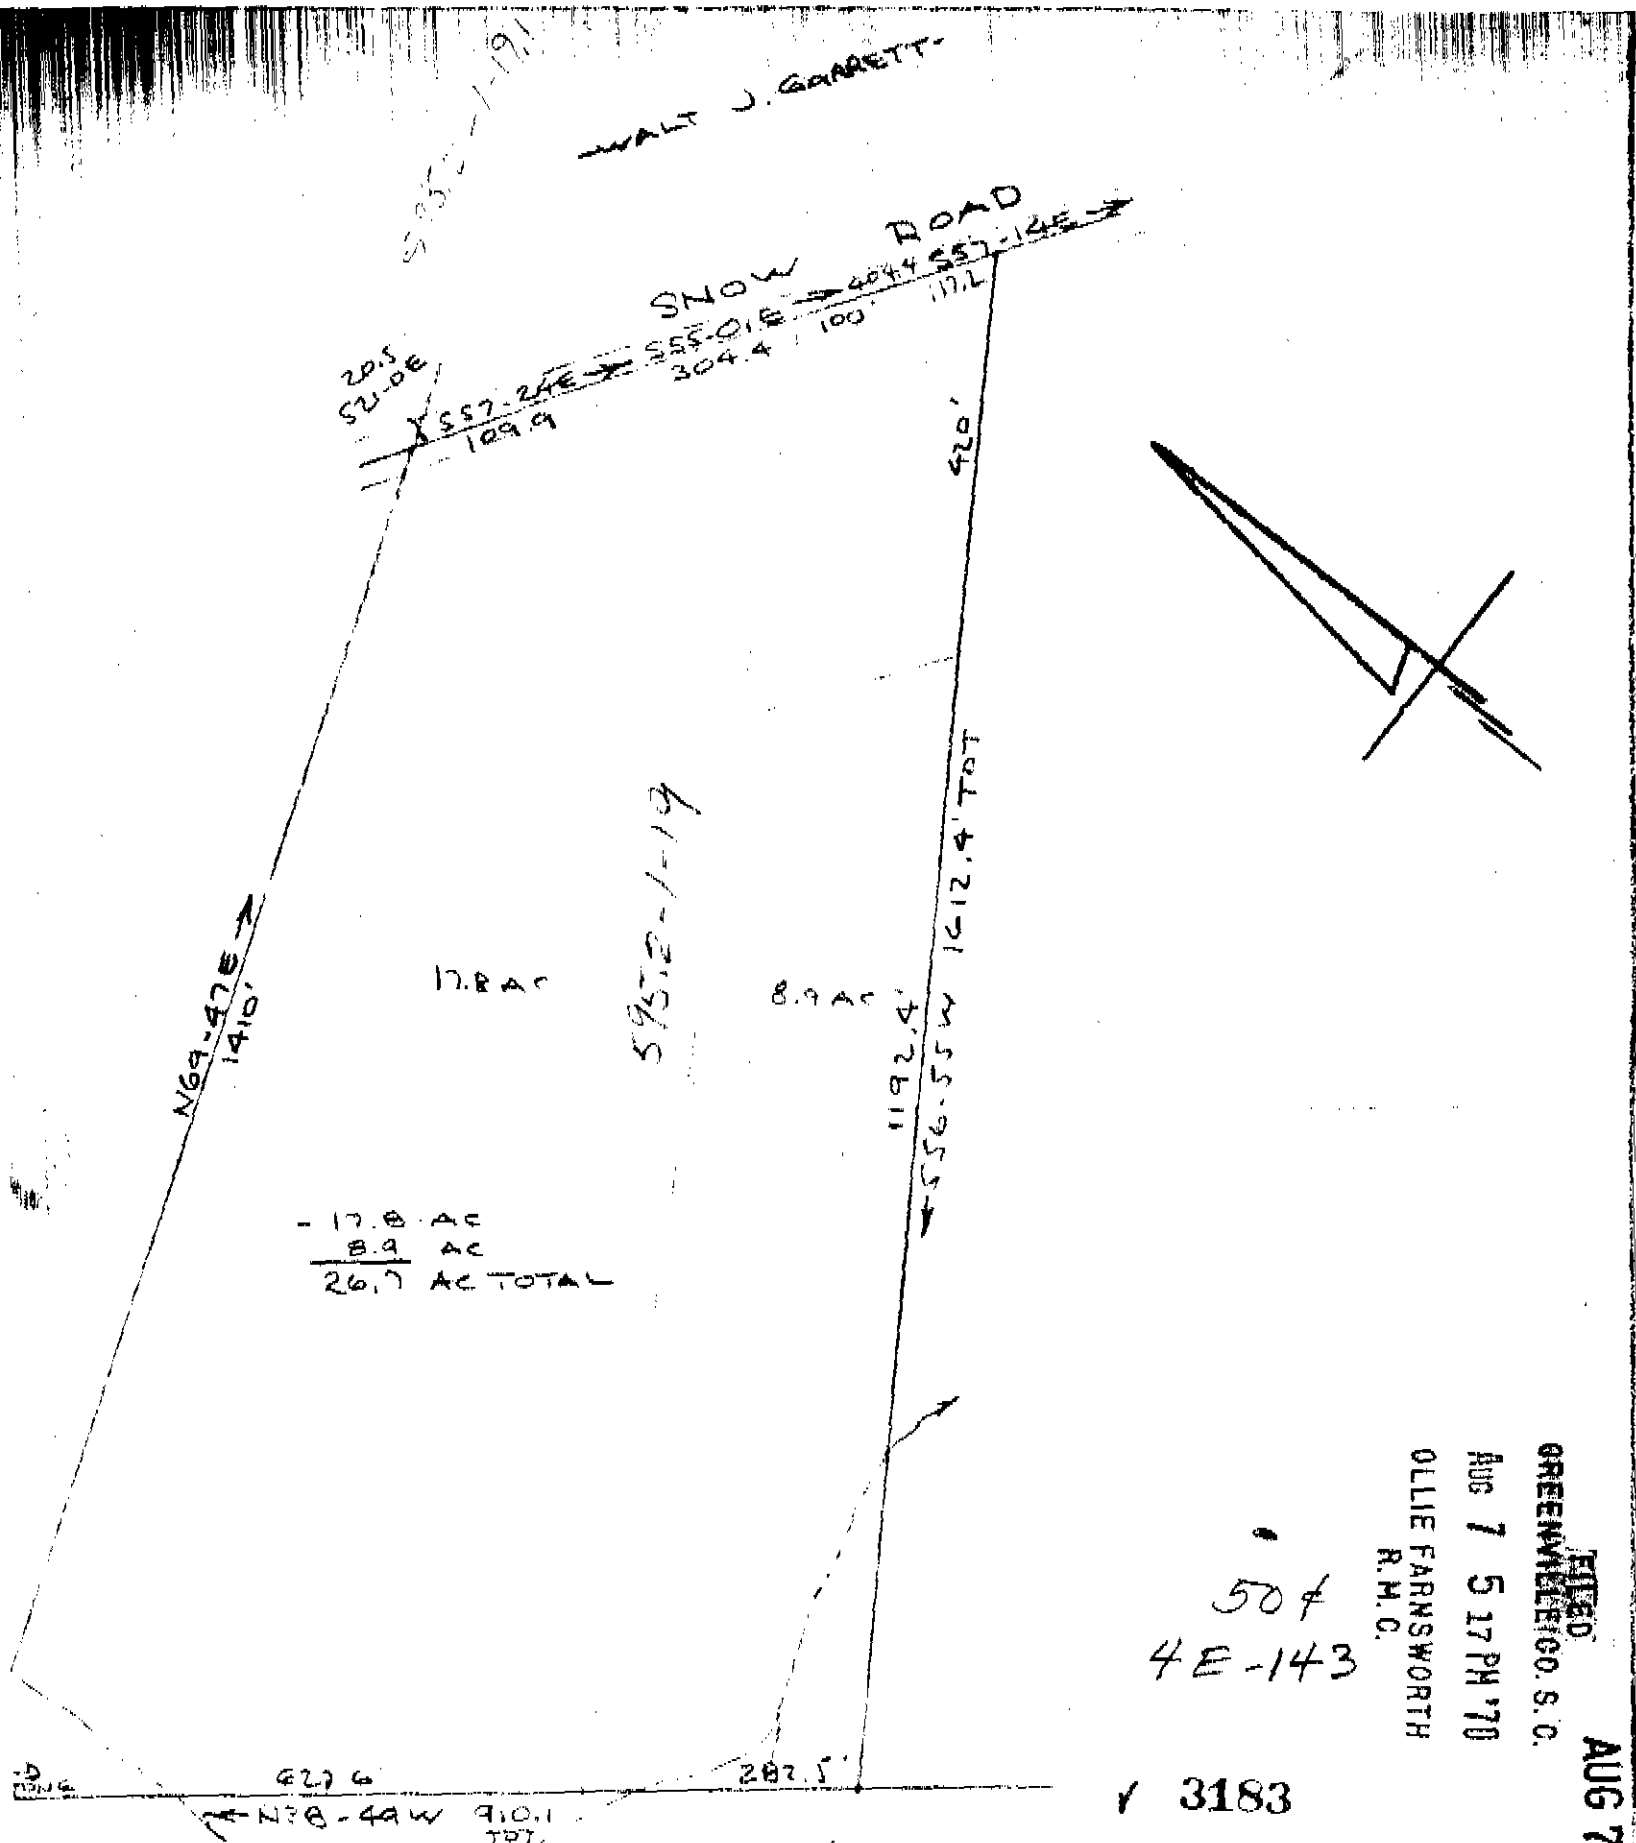 WALT J. GARRETT
SNOW ROAD
20.5
S21-0E
S57-24E
109.9
S55-01E
304.4
404.4
100'
S57-14E
117.2
420'
N69-47E
1410'
595.2-1-19
17.8 AC
8.9 AC
1192.4'
S56-55W 1612.4' TOT
- 17.8 AC
8.9 AC
26.7 AC TOTAL
627.6
282.5'
910.1
TOT.
50¢
4E-143
3183
FILED
GREENVILLE CO. S. C.
AUG 7 5 17 PM '70
OLLIE FARNSWORTH
R.M.C.
AUG 7